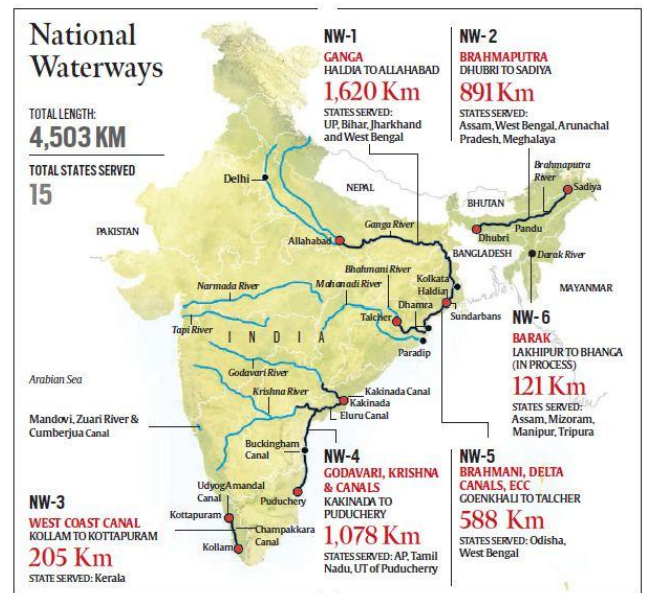 National
Waterways
TOTAL LENGTH:
4,503 KM
TOTAL STATES SERVED
15
NW-1
GANGA
HALDIA TO ALLAHABAD
1,620 Km
STATES SERVED:
UP, Bihar, Jharkhand
and West Bengal
NW-2
BRAHMAPUTRA
DHUBRI TO SADIYA
891 Km
STATES SERVED:
Assam, West Bengal, Arunachal
Pradesh, Meghalaya
Brahmaputra
River
Sadiya
Delhi
NEPAL
BHUTAN
Pandu
Dhubri
PAKISTAN
Ganga River
Allahabad
BANGLADESH
Darak River
MAYANMAR
Bhahmani River
Mahanadi River
Narmada River
Kolkata
Haldia
Dhamra
Talcher
Sundarbans
Tapi River
INDIA
Paradip
NW-6
BARAK
LAKHIPUR TO BHANGA
(IN PROCESS)
121 Km
STATES SERVED:
Assam, Mizoram,
Manipur, Tripura
Arabian Sea
Godavari River
Krishna River
Kakinada Canal
Kakinada
Eluru Canal
Mandovi, Zuari River &
Cumberjua Canal
Buckingham
Canal
NW-4
GODAVARI, KRISHNA
& CANALS
KAKINADA TO
PUDUCHERY
1,078 Km
STATES SERVED: AP, Tamil
Nadu, UT of Puducherry
NW-5
BRAHMANI, DELTA
CANALS, ECC
GOENKHALI TO TALCHER
588 Km
STATES SERVED: Odisha,
West Bengal
Udyog Amandal
Canal
Puduchery
Kottapuram
Champakkara
Canal
Kollam
NW-3
WEST COAST CANAL
KOLLAM TO KOTTAPURAM
205 Km
STATE SERVED: Kerala